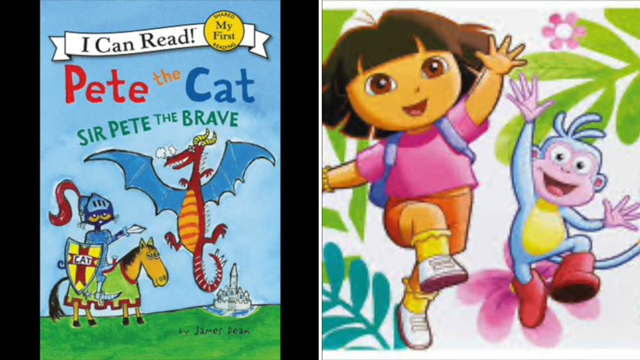 I Can Read!
SHARED
My
First
READING
Pete the Cat
SIR PETE THE BRAVE
CAT
by James Dean